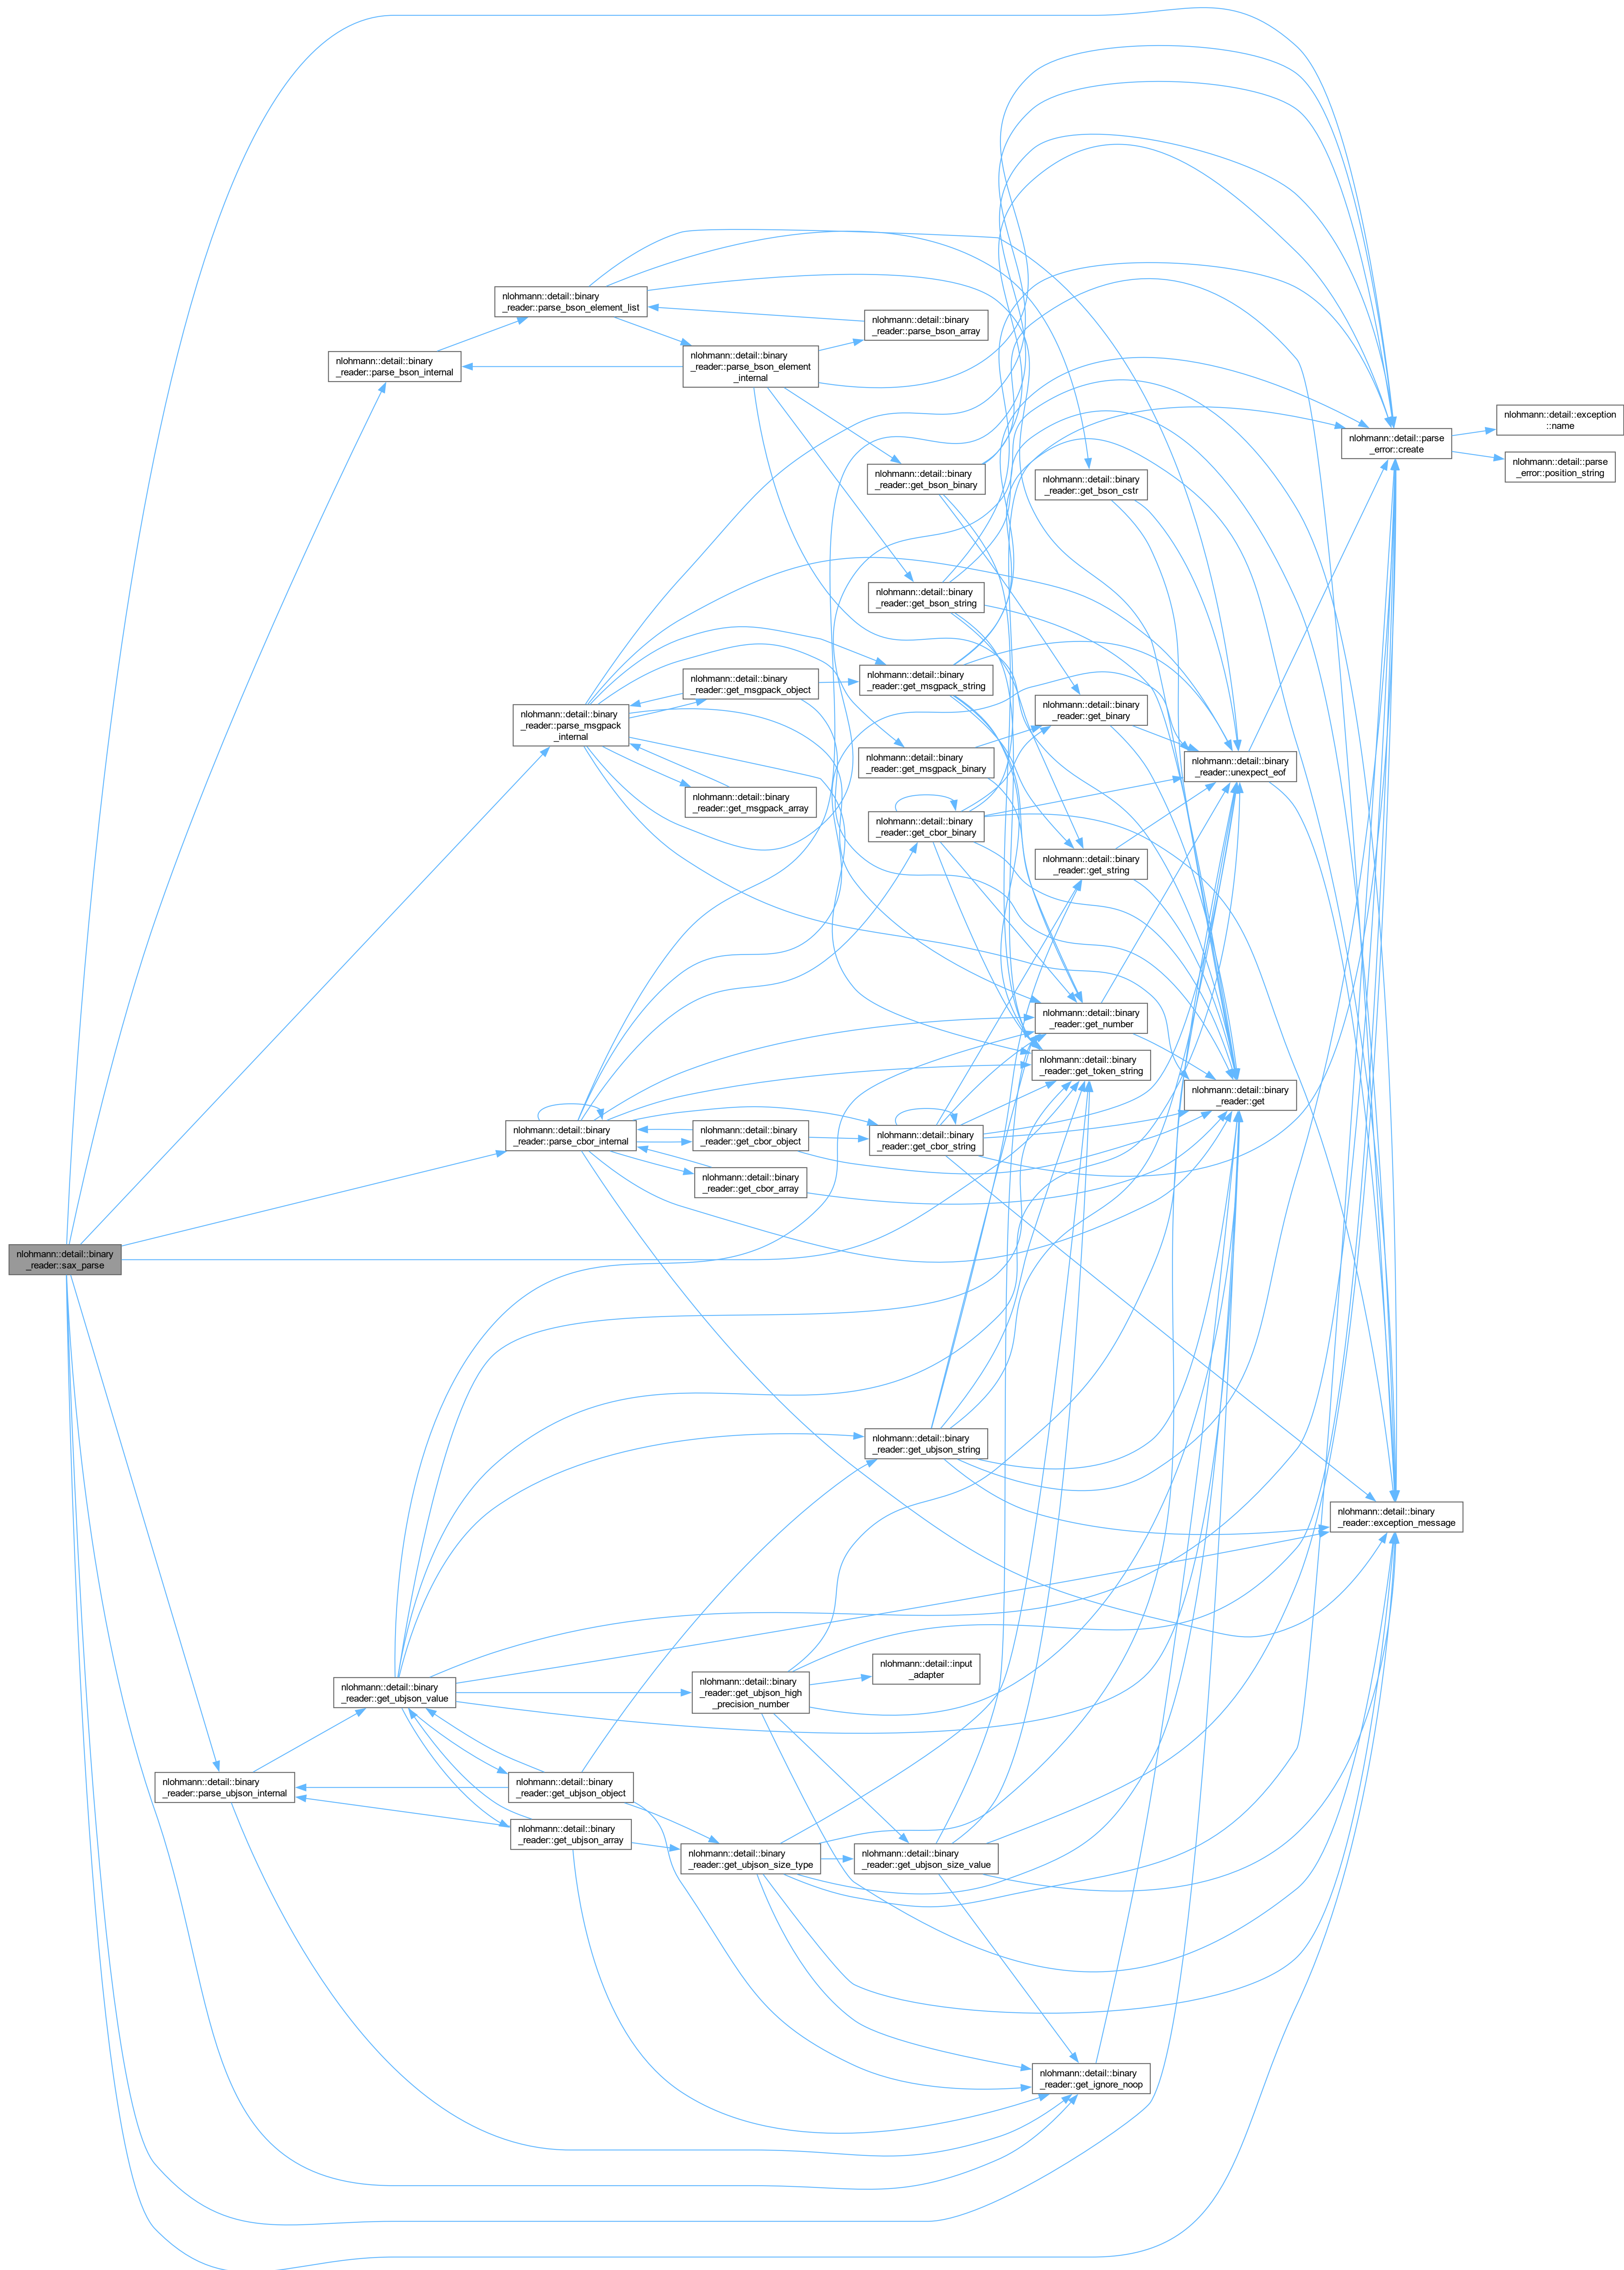 nlohmann::detail::binary
_reader::parse_bson_element_list
nlohmann::detail::binary
_reader::parse_bson_array
nlohmann::detail::binary
_reader::parse_bson_internal
nlohmann::detail::binary
_reader::parse_bson_element
_internal
nlohmann::detail::exception
::name
nlohmann::detail::parse
_error::create
nlohmann::detail::parse
_error::position_string
nlohmann::detail::binary
_reader::get_bson_binary
nlohmann::detail::binary
_reader::get_bson_cstr
nlohmann::detail::binary
_reader::get_bson_string
nlohmann::detail::binary
_reader::get_msgpack_string
nlohmann::detail::binary
_reader::get_msgpack_object
nlohmann::detail::binary
_reader::get_binary
nlohmann::detail::binary
_reader::parse_msgpack
_internal
nlohmann::detail::binary
_reader::get_msgpack_binary
nlohmann::detail::binary
_reader::unexpect_eof
nlohmann::detail::binary
_reader::get_msgpack_array
nlohmann::detail::binary
_reader::get_cbor_binary
nlohmann::detail::binary
_reader::get_string
nlohmann::detail::binary
_reader::get_number
nlohmann::detail::binary
_reader::get_token_string
nlohmann::detail::binary
_reader::get
nlohmann::detail::binary
_reader::parse_cbor_internal
nlohmann::detail::binary
_reader::get_cbor_object
nlohmann::detail::binary
_reader::get_cbor_string
nlohmann::detail::binary
_reader::get_cbor_array
nlohmann::detail::binary
_reader::sax_parse
nlohmann::detail::binary
_reader::get_ubjson_string
nlohmann::detail::binary
_reader::exception_message
nlohmann::detail::input
_adapter
nlohmann::detail::binary
_reader::get_ubjson_value
nlohmann::detail::binary
_reader::get_ubjson_high
_precision_number
nlohmann::detail::binary
_reader::parse_ubjson_internal
nlohmann::detail::binary
_reader::get_ubjson_object
nlohmann::detail::binary
_reader::get_ubjson_array
nlohmann::detail::binary
_reader::get_ubjson_size_type
nlohmann::detail::binary
_reader::get_ubjson_size_value
nlohmann::detail::binary
_reader::get_ignore_noop